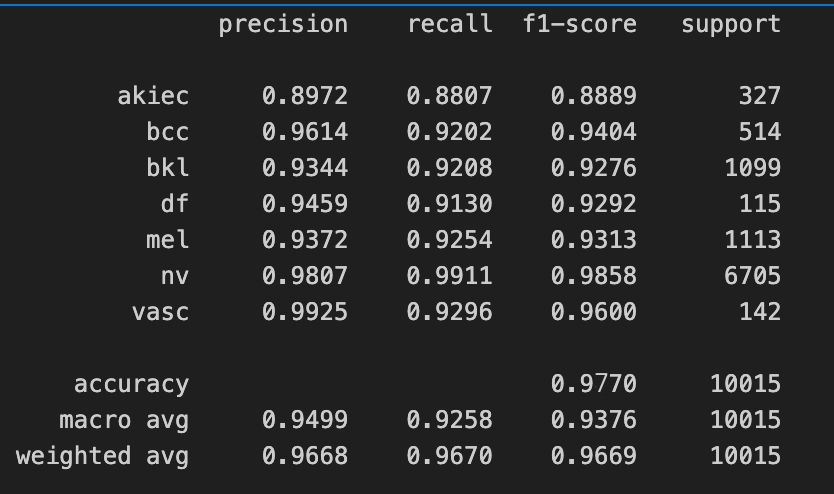 precision recall f1-score support
akiec 0.8972 0.8807 0.8889 327
bcc 0.9614 0.9202 0.9404 514
bkl 0.9344 0.9208 0.9276 1099
df 0.9459 0.9130 0.9292 115
mel 0.9372 0.9254 0.9313 1113
nv 0.9807 0.9911 0.9858 6705
vasc 0.9925 0.9296 0.9600 142
accuracy 0.9770 10015
macro avg 0.9499 0.9258 0.9376 10015
weighted avg 0.9668 0.9670 0.9669 10015